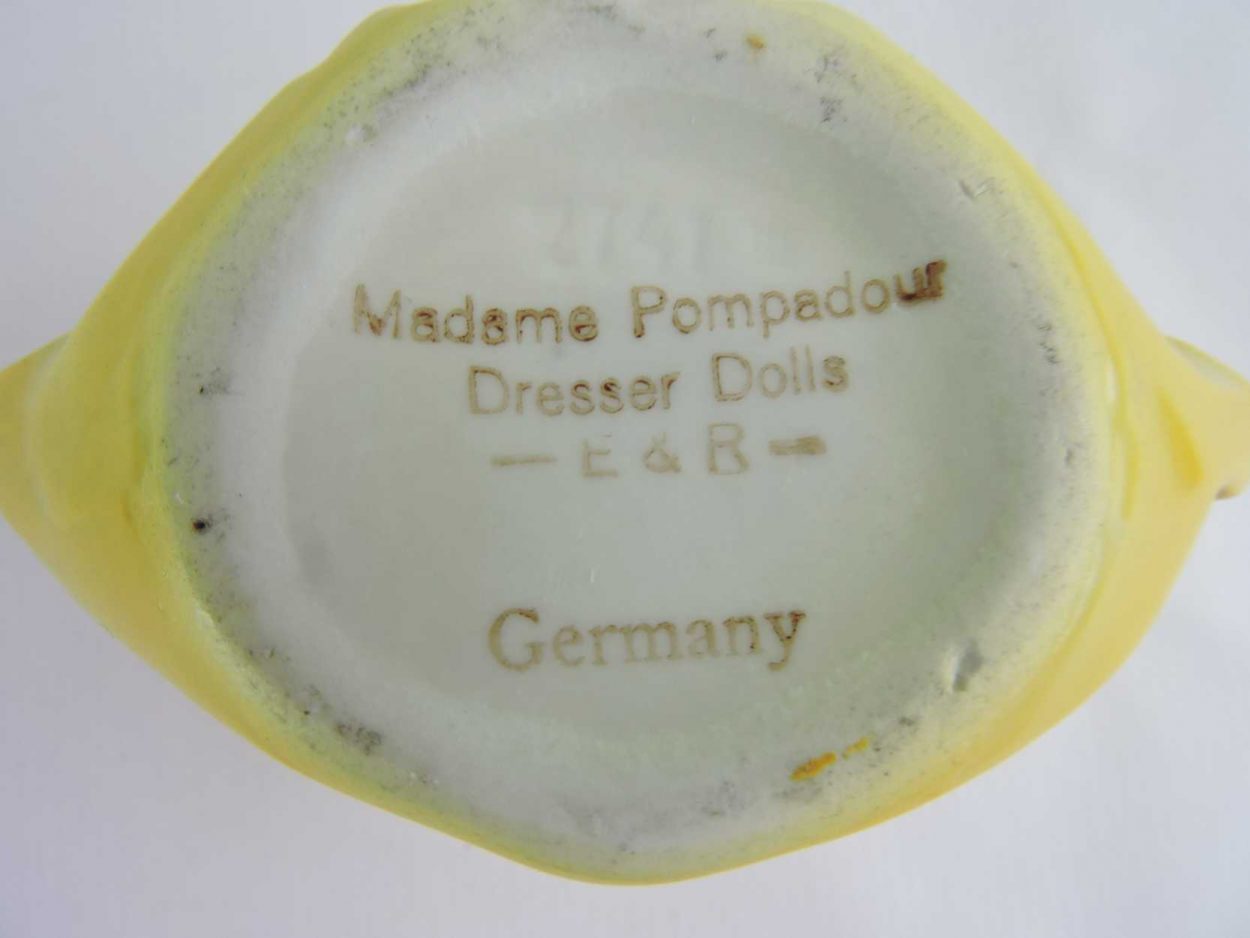 Madame Pompadour
Dresser Dolls
— E & R —
Germany